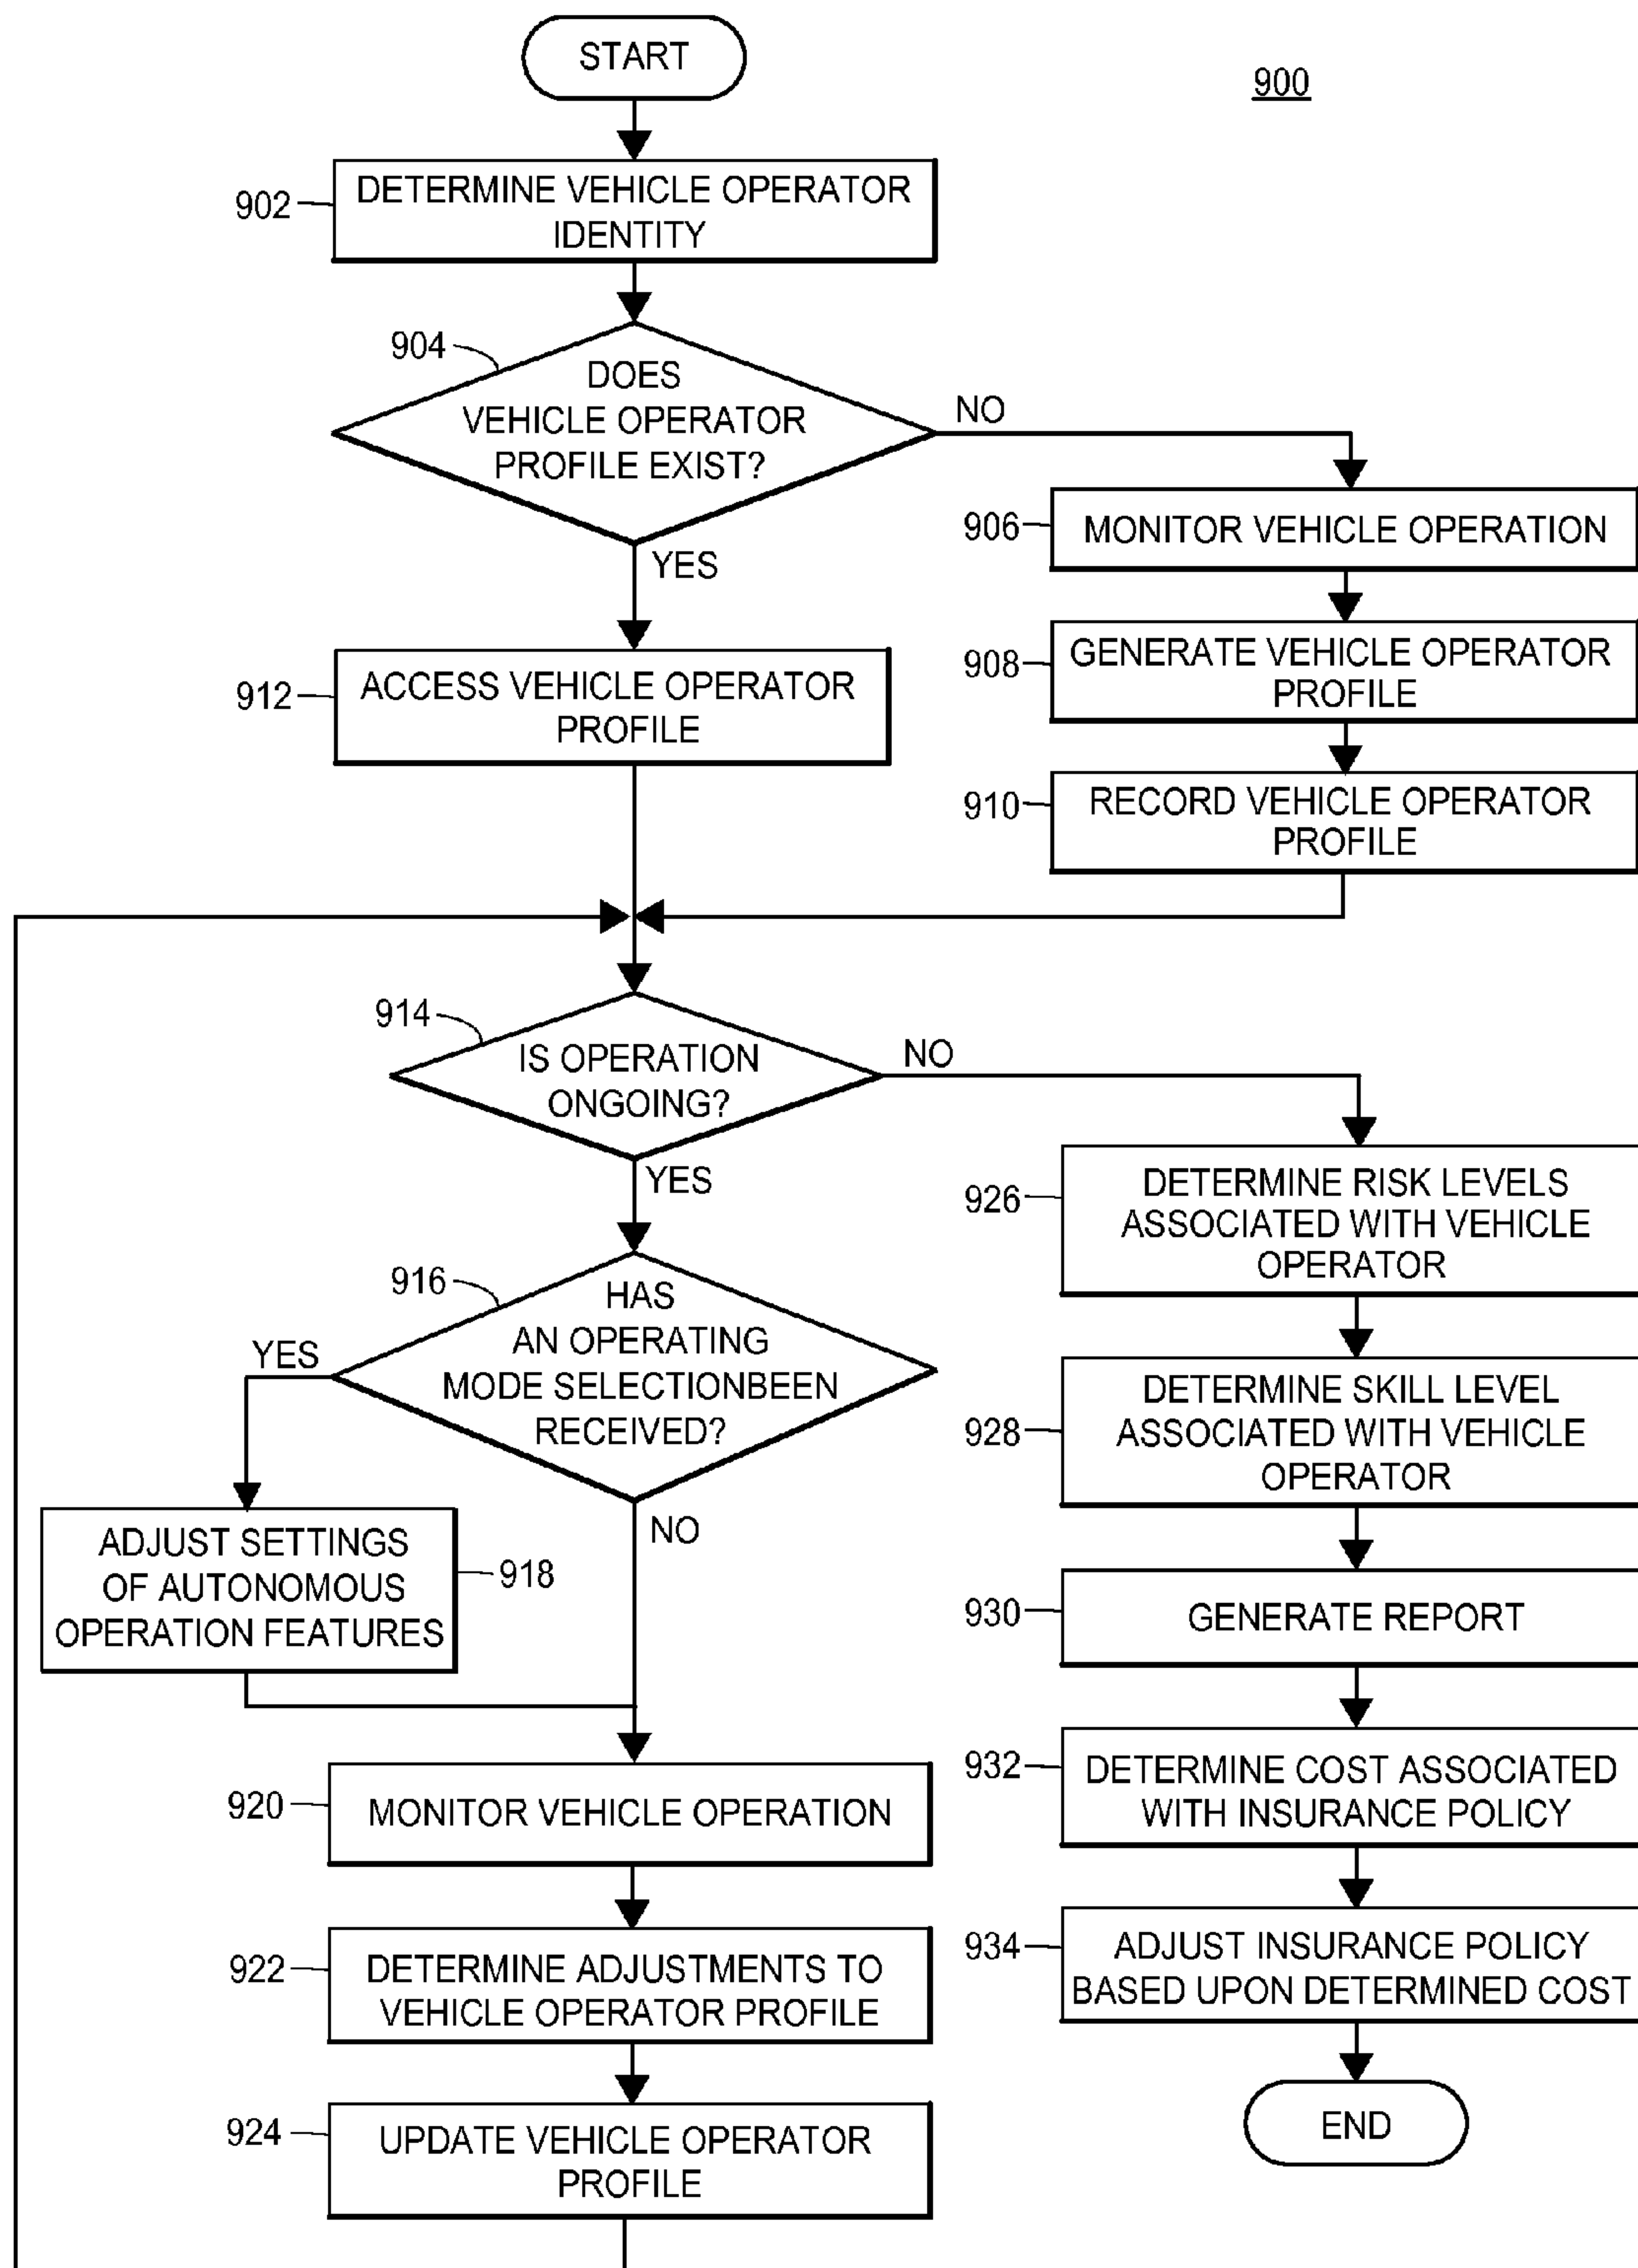 START
900
902
DETERMINE VEHICLE OPERATOR
IDENTITY
904
DOES
VEHICLE OPERATOR
PROFILE EXIST?
NO
YES
906
MONITOR VEHICLE OPERATION
908
GENERATE VEHICLE OPERATOR
PROFILE
910
RECORD VEHICLE OPERATOR
PROFILE
912
ACCESS VEHICLE OPERATOR
PROFILE
914
IS OPERATION
ONGOING?
NO
YES
916
HAS
AN OPERATING
MODE SELECTIONBEEN
RECEIVED?
YES
NO
ADJUST SETTINGS
OF AUTONOMOUS
OPERATION FEATURES
918
920
MONITOR VEHICLE OPERATION
922
DETERMINE ADJUSTMENTS TO
VEHICLE OPERATOR PROFILE
924
UPDATE VEHICLE OPERATOR
PROFILE
926
DETERMINE RISK LEVELS
ASSOCIATED WITH VEHICLE
OPERATOR
928
DETERMINE SKILL LEVEL
ASSOCIATED WITH VEHICLE
OPERATOR
930
GENERATE REPORT
932
DETERMINE COST ASSOCIATED
WITH INSURANCE POLICY
934
ADJUST INSURANCE POLICY
BASED UPON DETERMINED COST
END